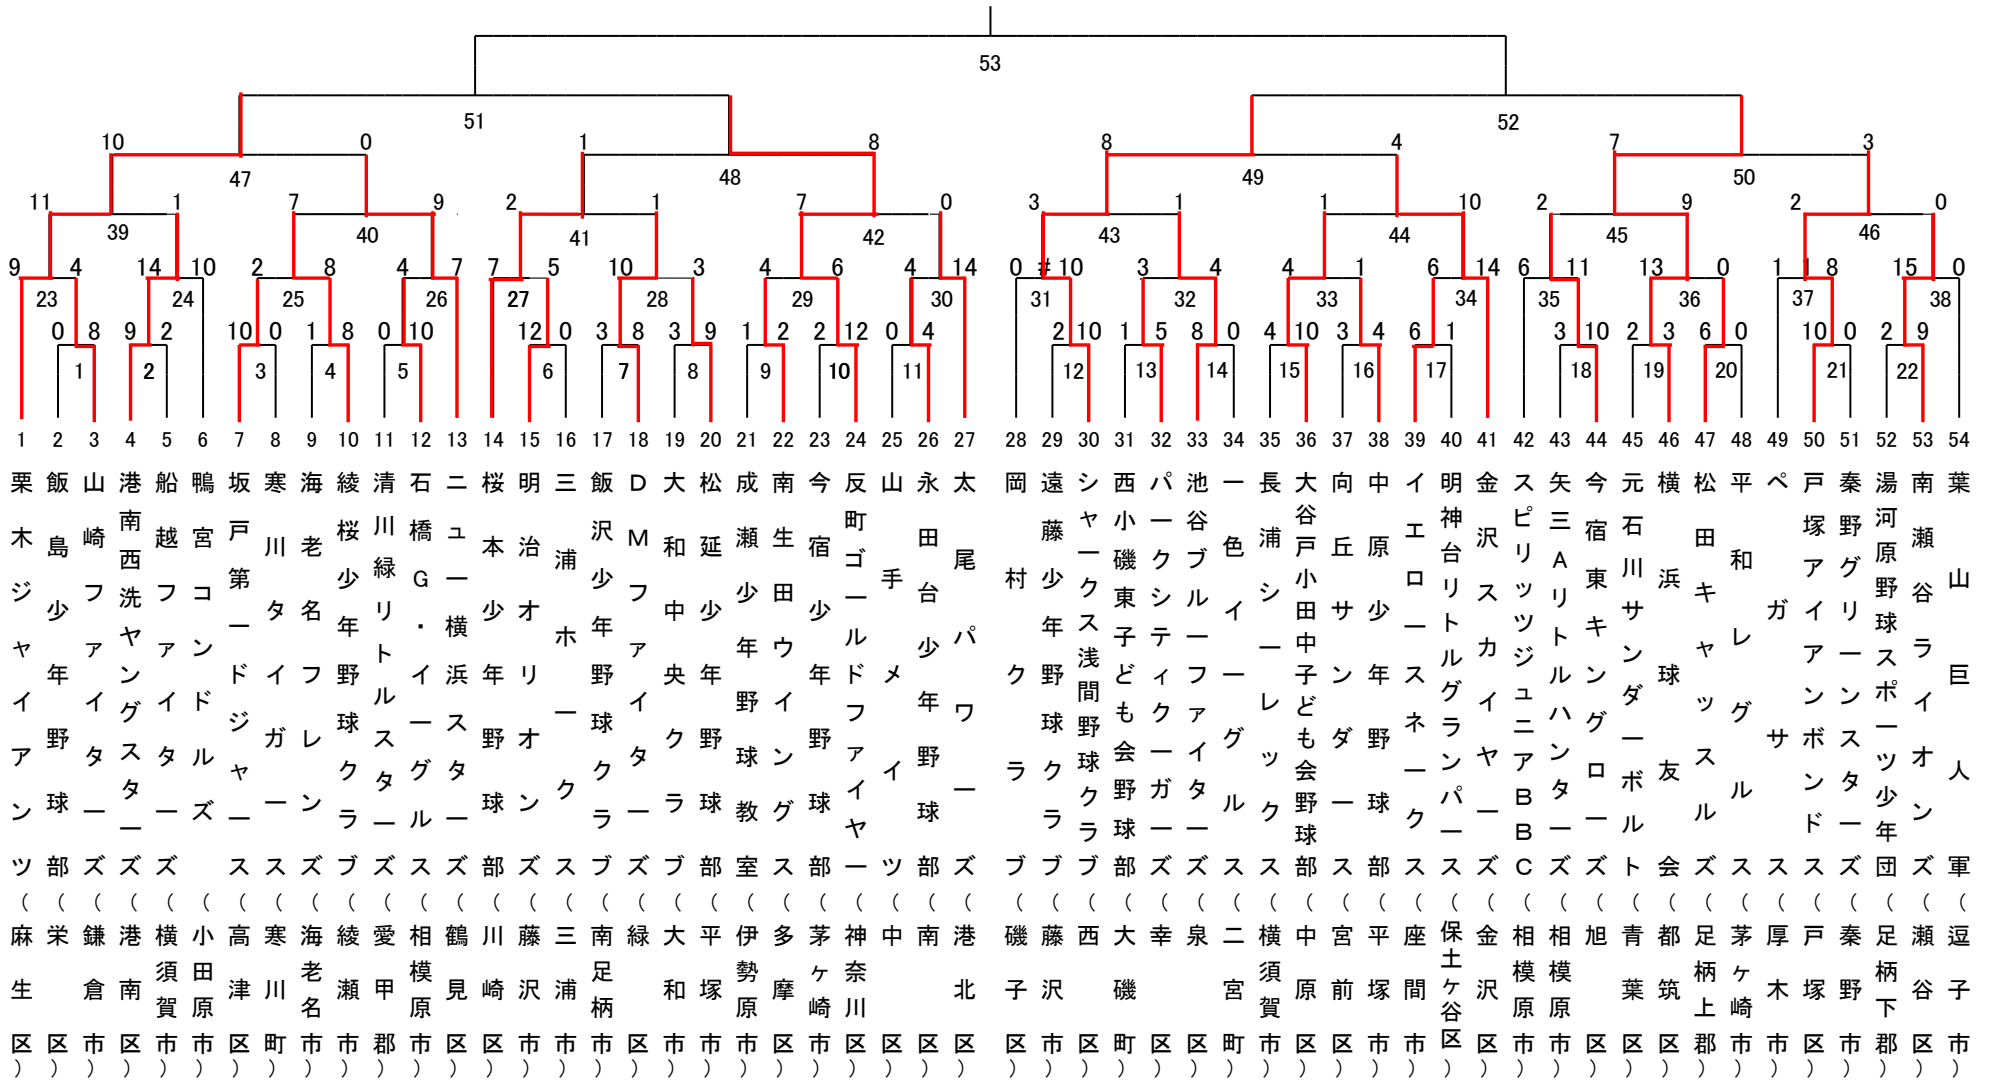 53
51 52
10 0 1 8 8 4 7 3
47 48 49 50
11 1 7 9 2 1 7 0 3 1 1 10 2 9 2 0
39 40 41 42 43 44 45 46
9 4 14 10 2 8 4 7 7 5 10 3 4 6 4 14 0 # 10 3 4 4 1 6 14 6 11 13 0 1 8 15 0
23 24 25 26 27 28 29 30 31 32 33 34 35 36 37 38
0 8 9 2 10 0 1 8 0 10 12 0 3 8 3 9 1 2 2 12 0 4 2 10 1 5 8 0 4 10 3 4 6 1 3 10 2 3 6 0 10 0 2 9
1 2 3 4 5 6 7 8 9 10 11 12 13 14 15 16 17 18 19 20 21 22
1 栗木ジャイアンツ(麻生区)
2 飯島少年野球部(栄区)
3 山崎ファイターズ(鎌倉市)
4 港南西洗ヤングスターズ(港南区)
5 船越ファイターズ(横須賀市)
6 鴨宮コンドルズ(小田原市)
7 坂戸第一ドジャース(高津区)
8 寒川タイガース(寒川町)
9 海老名フレンズ(海老名市)
10 綾桜少年野球クラブ(綾瀬市)
11 清川緑リトルスターズ(愛甲郡)
12 石橋G・イーグルス(相模原市)
13 ニュー横浜スターズ(鶴見区)
14 桜本少年野球部(川崎区)
15 明治オリオンズ(藤沢市)
16 三浦ホークス(三浦市)
17 飯沢少年野球クラブ(南足柄市)
18 DMファイターズ(緑区)
19 大和中央クラブ(大和市)
20 松延少年野球部(平塚市)
21 成瀬少年野球教室(伊勢原市)
22 南生田ウイングス(多摩区)
23 今宿少年野球部(茅ヶ崎市)
24 反町ゴールドファイヤー(神奈川区)
25 山手メイツ(中区)
26 永田台少年野球部(南区)
27 太尾パワーズ(港北区)
28 岡村クラブ(磯子区)
29 遠藤少年野球クラブ(藤沢市)
30 シャークス浅間野球クラブ(西区)
31 西小磯東子ども会野球部(大磯町)
32 パークシティクーガーズ(幸区)
33 池谷ブルーファイターズ(泉区)
34 一色イーグルス(二宮町)
35 長浦シーレックス(横須賀市)
36 大谷戸小田中子ども会野球部(中原区)
37 向丘サンダース(宮前区)
38 中原少年野球部(平塚市)
39 イエロースネークス(座間市)
40 明神台リトルグランパース(保土ヶ谷区)
41 金沢スカイヤーズ(金沢区)
42 スピリッツジュニアBBC(相模原市)
43 矢三Aリトルハンターズ(相模原市)
44 今宿東キングローズ(旭区)
45 元石川サンダーボルト(青葉区)
46 横浜球友会(都筑区)
47 松田キャッスルズ(足柄上郡)
48 平和レグルス(茅ヶ崎市)
49 ペガサス(厚木市)
50 戸塚アイアンボンドス(戸塚区)
51 秦野グリーンスターズ(秦野市)
52 湯河原野球スポーツ少年団(足柄下郡)
53 南瀬谷ライオンズ(瀬谷区)
54 葉山巨人軍(逗子市)